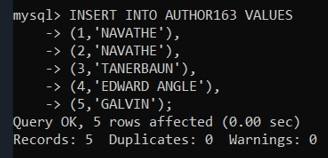 mysql> INSERT INTO AUTHOR163 VALUES
    -> (1,'NAVATHE'),
    -> (2,'NAVATHE'),
    -> (3,'TANERBAUN'),
    -> (4,'EDWARD ANGLE'),
    -> (5,'GALVIN');
Query OK, 5 rows affected (0.00 sec)
Records: 5  Duplicates: 0  Warnings: 0